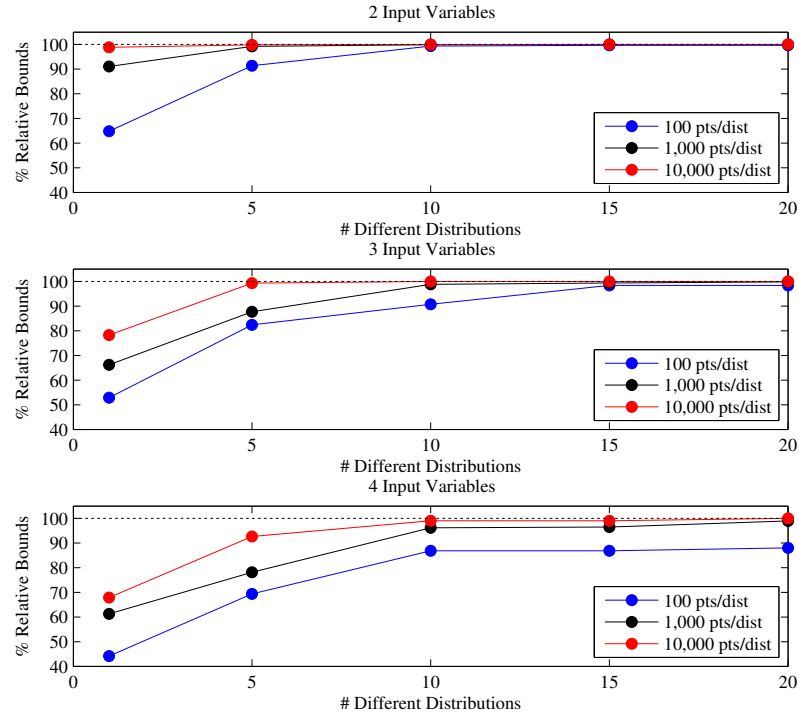 2 Input Variables
100
90
80
70
60
50
40
% Relative Bounds
100 pts/dist
1,000 pts/dist
10,000 pts/dist
0
5
10
15
20
# Different Distributions
3 Input Variables
100
90
80
70
60
50
40
% Relative Bounds
100 pts/dist
1,000 pts/dist
10,000 pts/dist
0
5
10
15
20
# Different Distributions
4 Input Variables
100
90
80
70
60
50
40
% Relative Bounds
100 pts/dist
1,000 pts/dist
10,000 pts/dist
0
5
10
15
20
# Different Distributions